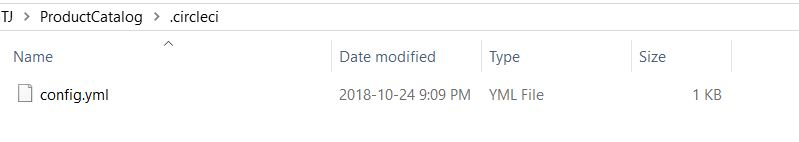 TJ > ProductCatalog > .circleci
Name Date modified Type Size
config.yml 2018-10-24 9:09 PM YML File 1 KB